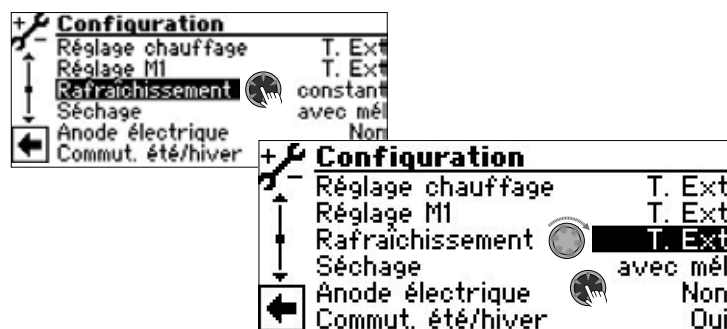 Configuration
Réglage chauffage T. Ext
Réglage M1 T. Ext
Rafraîchissement constant
Séchage avec mél
Anode électrique Non
Commut. été/hiver
Configuration
Réglage chauffage T. Ext
Réglage M1 T. Ext
Rafraîchissement T. Ext
Séchage avec mél
Anode électrique Non
Commut. été/hiver Oui